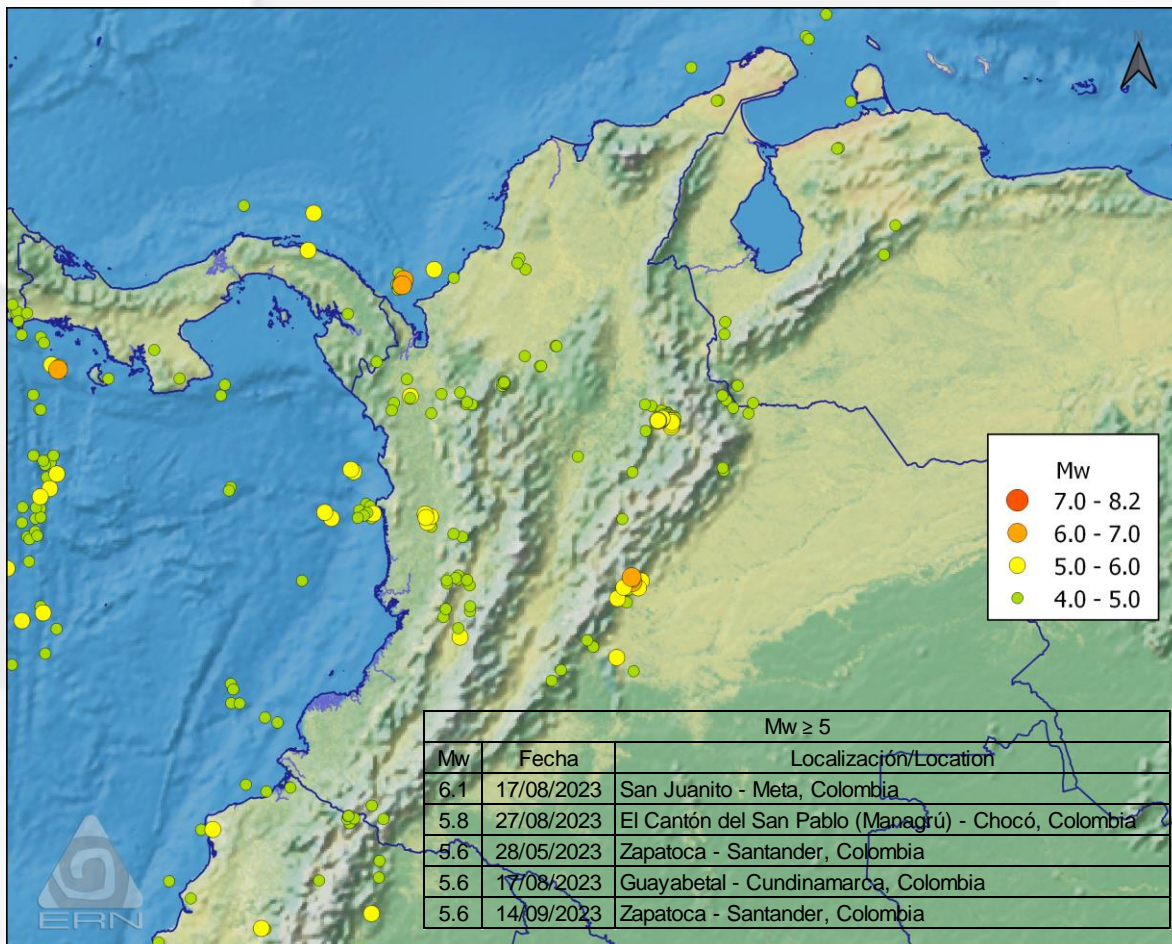 N
Mw
7.0 - 8.2
6.0 - 7.0
5.0 - 6.0
4.0 - 5.0
Mw ≥ 5
Mw Fecha Localización/Location
6.1 17/08/2023 San Juanito - Meta, Colombia
5.8 27/08/2023 El Cantón del San Pablo (Managrú) - Chocó, Colombia
5.6 28/05/2023 Zapatoca - Santander, Colombia
5.6 17/08/2023 Guayabetal - Cundinamarca, Colombia
5.6 14/09/2023 Zapatoca - Santander, Colombia
ERN